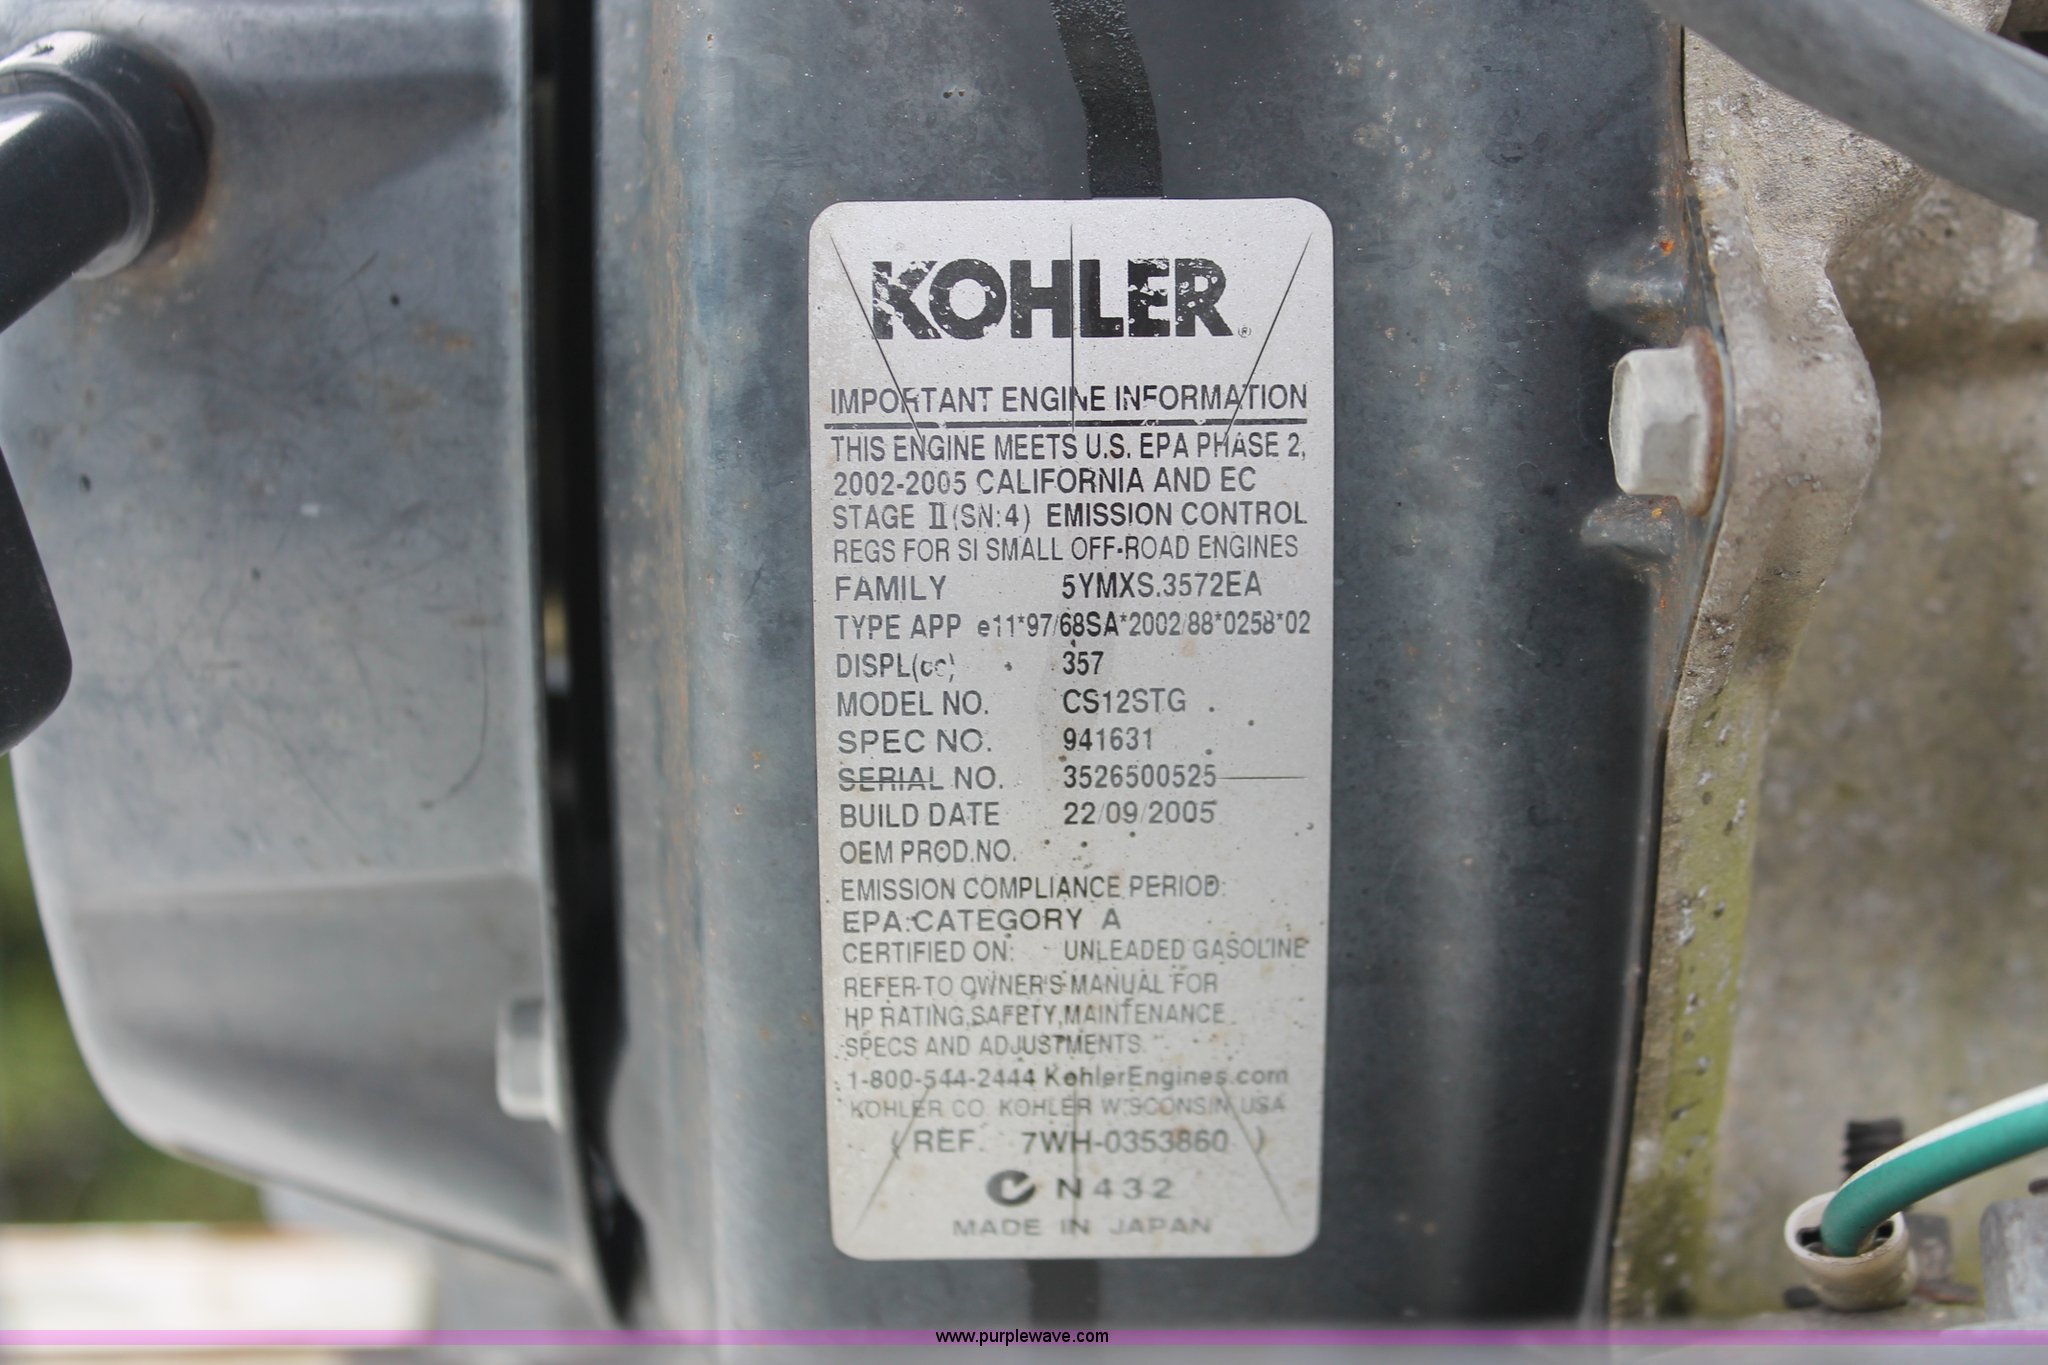 KOHLER®
IMPORTANT ENGINE INFORMATION
THIS ENGINE MEETS U.S. EPA PHASE 2,
2002-2005 CALIFORNIA AND EC
STAGE II (SN:4) EMISSION CONTROL
REGS FOR SI SMALL OFF-ROAD ENGINES
FAMILY 5YMXS.3572EA
TYPE APP e11*97/68SA*2002/88*0258*02
DISPL(cc) 357
MODEL NO. CS12STG
SPEC NO. 941631
SERIAL NO. 3526500525
BUILD DATE 22/09/2005
OEM PROD.NO.
EMISSION COMPLIANCE PERIOD:
EPA:CATEGORY A
CERTIFIED ON: UNLEADED GASOLINE
REFER TO OWNER'S MANUAL FOR
HP RATING,SAFETY,MAINTENANCE
SPECS AND ADJUSTMENTS.
1-800-544-2444 KohlerEngines.com
KOHLER CO. KOHLER WISCONSIN USA
(REF. 7WH-0353860)
N432
MADE IN JAPAN
www.purplewave.com